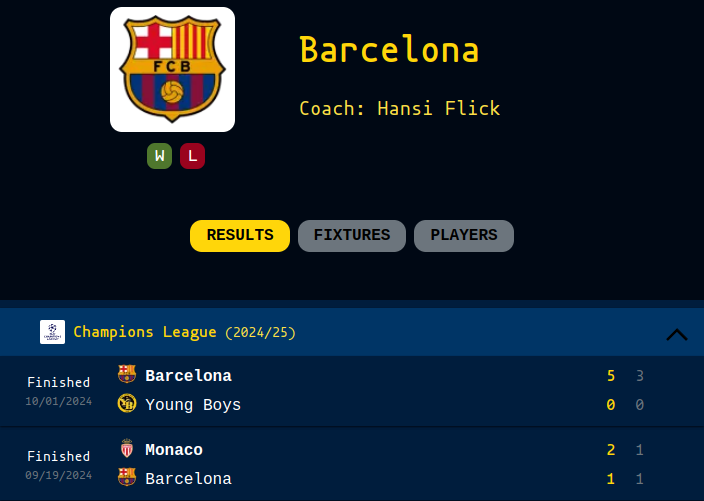 FCB
Barcelona
Coach: Hansi Flick
W L
RESULTS FIXTURES PLAYERS
Champions League (2024/25)
Finished
10/01/2024
Barcelona 5 3
Young Boys 0 0
Finished
09/19/2024
Monaco 2 1
Barcelona 1 1